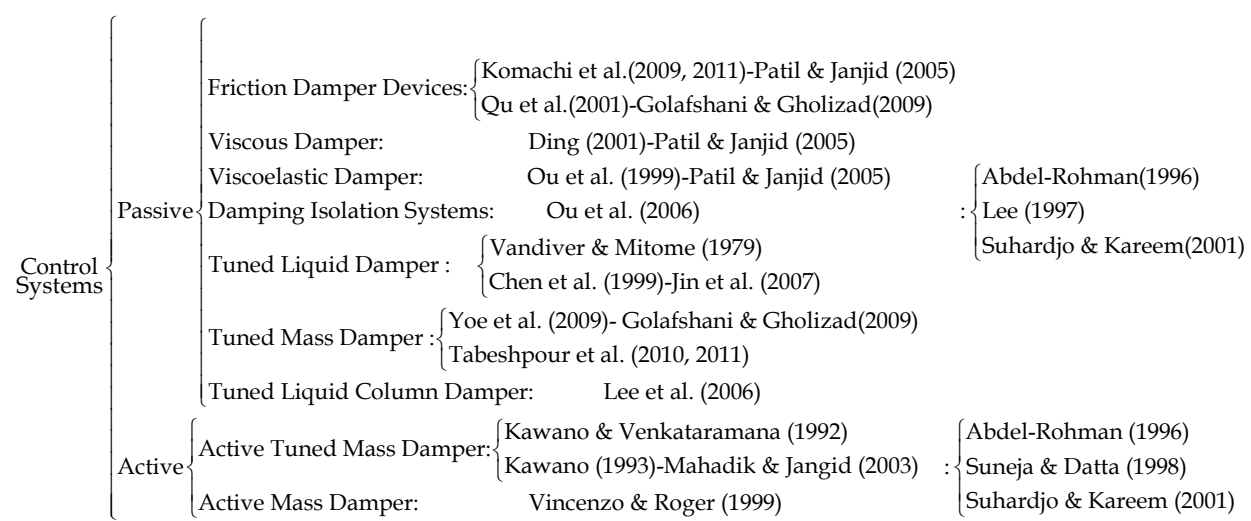 Friction Damper Devices: Komachi et al.(2009, 2011)-Patil & Janjid (2005)
Qu et al.(2001)-Golafshani & Gholizad(2009)
Viscous Damper: Ding (2001)-Patil & Janjid (2005)
Viscoelastic Damper: Ou et al. (1999)-Patil & Janjid (2005)
Passive Damping Isolation Systems: Ou et al. (2006)
: Abdel-Rohman(1996)
Lee (1997)
Suhardjo & Kareem(2001)
Control
Systems
Tuned Liquid Damper : Vandiver & Mitome (1979)
Chen et al. (1999)-Jin et al. (2007)
Tuned Mass Damper : Yoe et al. (2009)- Golafshani & Gholizad(2009)
Tabeshpour et al. (2010, 2011)
Tuned Liquid Column Damper: Lee et al. (2006)
Active
Active Tuned Mass Damper: Kawano & Venkataramana (1992)
Kawano (1993)-Mahadik & Jangid (2003)
Active Mass Damper: Vincenzo & Roger (1999)
: Abdel-Rohman (1996)
Suneja & Datta (1998)
Suhardjo & Kareem (2001)